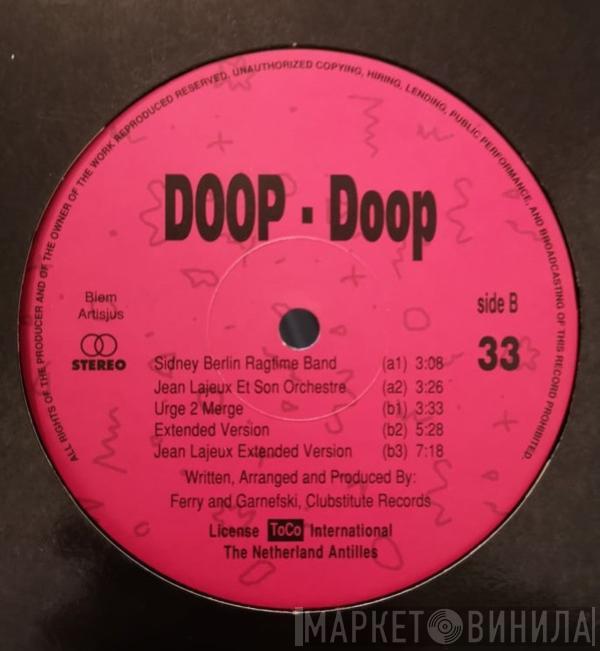 ALL RIGHTS OF THE PRODUCER AND OF THE OWNER OF THE WORK REPRODUCED RESERVED. UNAUTHORIZED COPYING, HIRING, LENDING, PUBLIC PERFORMANCE, AND BROADCASTING OF THIS RECORD PROHIBITED.
DOOP - Doop
Biem
Artisjus
STEREO
side B
33
Sidney Berlin Ragtime Band (a1) 3:08
Jean Lajeux Et Son Orchestre (a2) 3:26
Urge 2 Merge (b1) 3:33
Extended Version (b2) 5:28
Jean Lajeux Extended Version (b3) 7:18
Written, Arranged and Produced By:
Ferry and Garnefski, Clubstitute Records
License ToCo International
The Netherland Antilles
МАРКЕТ ВИНИЛА